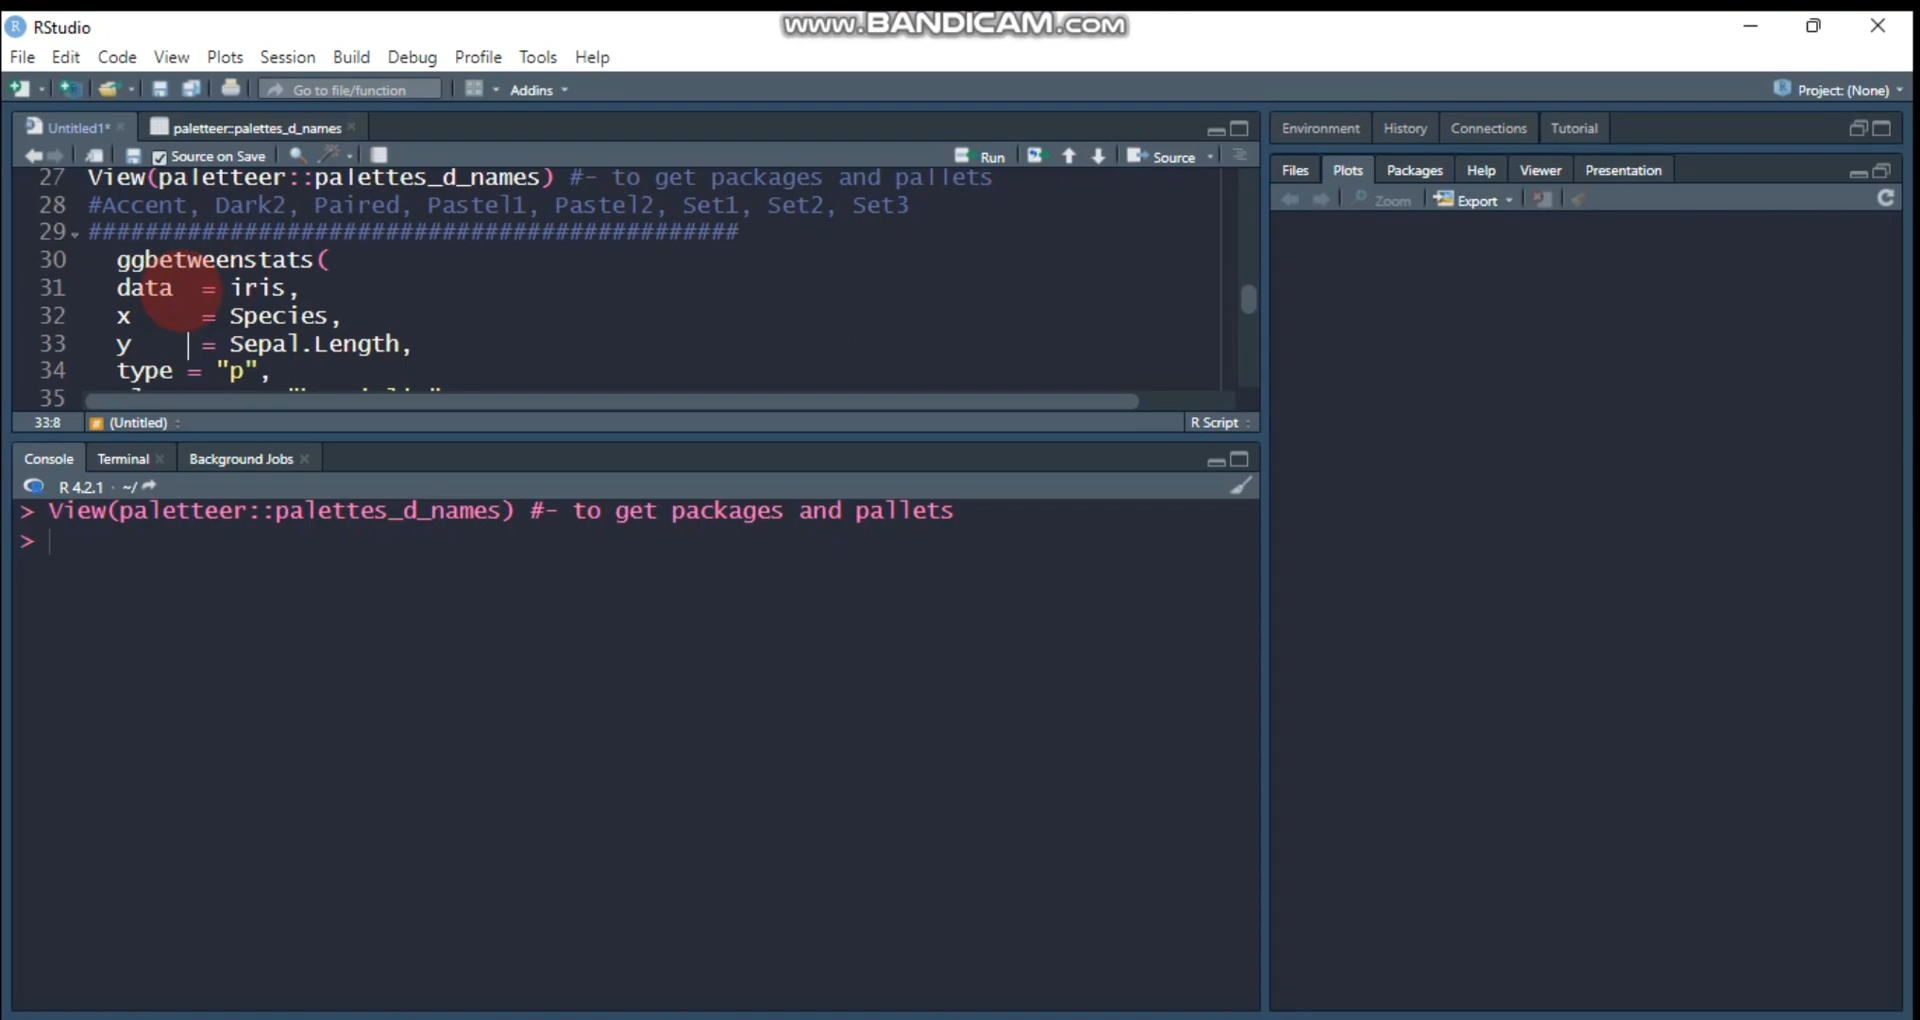 www.BANDICAM.com
RStudio
File Edit Code View Plots Session Build Debug Profile Tools Help
Go to file/function Addins Project: (None)
Untitled1* paletteer::palettes_d_names
Source on Save Run Source
27 View(paletteer::palettes_d_names) #- to get packages and pallets
28 #Accent, Dark2, Paired, Pastel1, Pastel2, Set1, Set2, Set3
29 ##############################################
30 ggbetweenstats(
31 data = iris,
32 x = Species,
33 y = Sepal.Length,
34 type = "p",
35
33:8 (Untitled) R Script
Console Terminal Background Jobs
R 4.2.1 · ~/
> View(paletteer::palettes_d_names) #- to get packages and pallets
>
Environment History Connections Tutorial
Files Plots Packages Help Viewer Presentation
Zoom Export